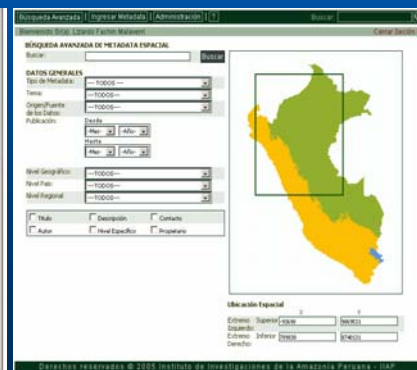 Búsqueda Avanzada | Ingresar Metadata | Administración | ? Buscar:
Bienvenido Sr(a). Lizardo Fachin Malaverri Cerrar Sección
BÚSQUEDA AVANZADA DE METADATA ESPACIAL
Buscar: Buscar
DATOS GENERALES
Tipo de Metadata: --- TODOS ---
Tema: ---TODOS---
Origen/Fuente de los Datos: ---TODOS---
Publicación: Desde
-Mes- -Año-
Hasta
-Mes- -Año-
Nivel Geográfico: ---TODOS---
Nivel País: ---TODOS---
Nivel Regional ---TODOS---
Título Descripción Contacto
Autor Nivel Específico Propietario
Ubicación Espacial
X Y
Extremo Superior Izquierdo:
Extremo Inferior Derecho:
Derechos reservados © 2005 Instituto de Investigaciones de la Amazonía Peruana - IIAP